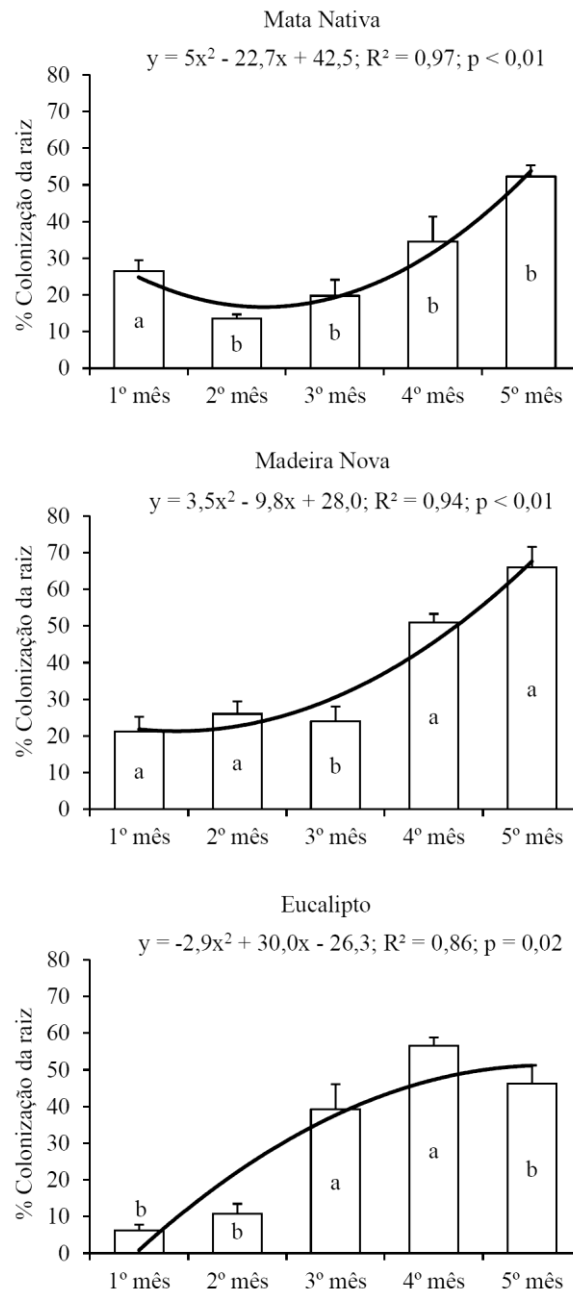 Mata Nativa
y = 5x² - 22,7x + 42,5; R² = 0,97; p < 0,01
% Colonização da raiz
80
70
60
50
40
30
20
10
0
a
b
b
b
b
1º mês 2º mês 3º mês 4º mês 5º mês
Madeira Nova
y = 3,5x² - 9,8x + 28,0; R² = 0,94; p < 0,01
% Colonização da raiz
80
70
60
50
40
30
20
10
0
a
a
b
a
a
1º mês 2º mês 3º mês 4º mês 5º mês
Eucalipto
y = -2,9x² + 30,0x - 26,3; R² = 0,86; p = 0,02
% Colonização da raiz
80
70
60
50
40
30
20
10
0
b
b
a
a
b
1º mês 2º mês 3º mês 4º mês 5º mês